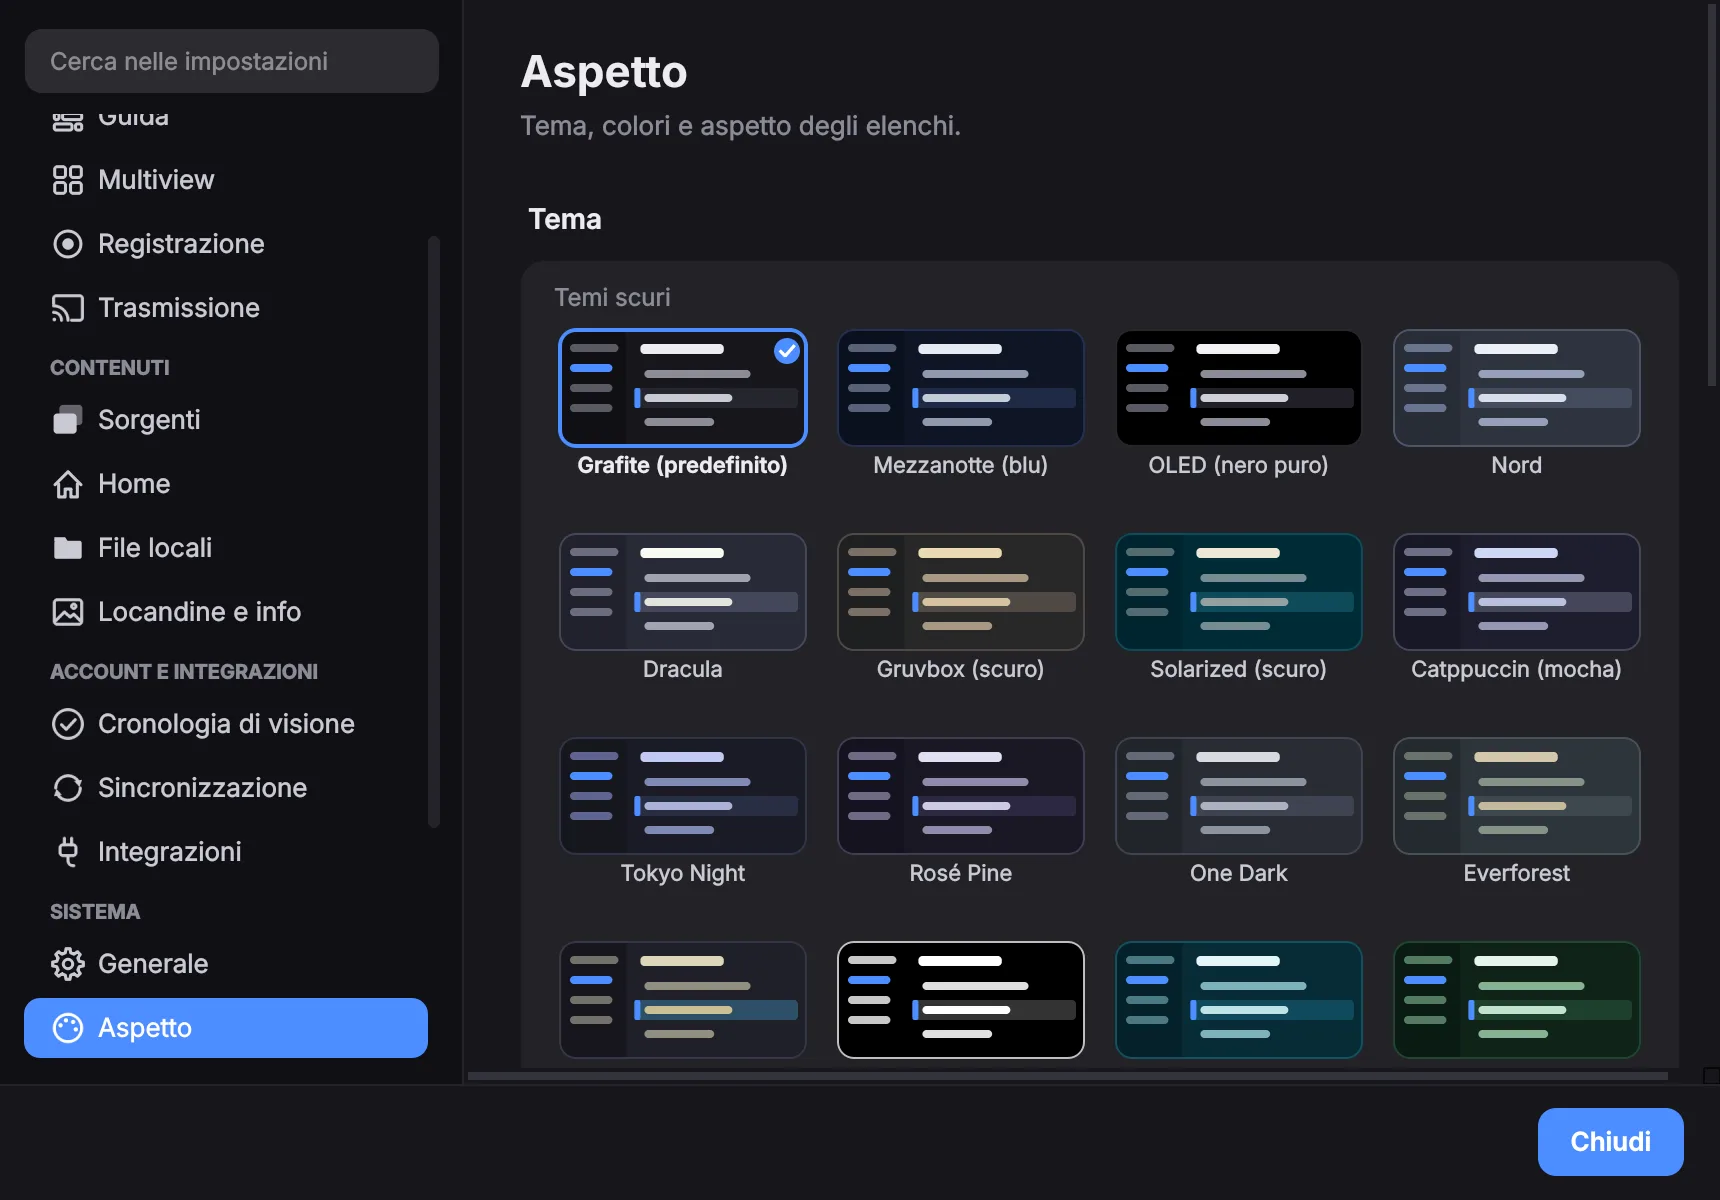 Cerca nelle impostazioni
Guida
Multiview
Registrazione
Trasmissione
CONTENUTI
Sorgenti
Home
File locali
Locandine e info
ACCOUNT E INTEGRAZIONI
Cronologia di visione
Sincronizzazione
Integrazioni
SISTEMA
Generale
Aspetto
Aspetto
Tema, colori e aspetto degli elenchi.
Tema
Temi scuri
Grafite (predefinito)
Mezzanotte (blu)
OLED (nero puro)
Nord
Dracula
Gruvbox (scuro)
Solarized (scuro)
Catppuccin (mocha)
Tokyo Night
Rosé Pine
One Dark
Everforest
Chiudi